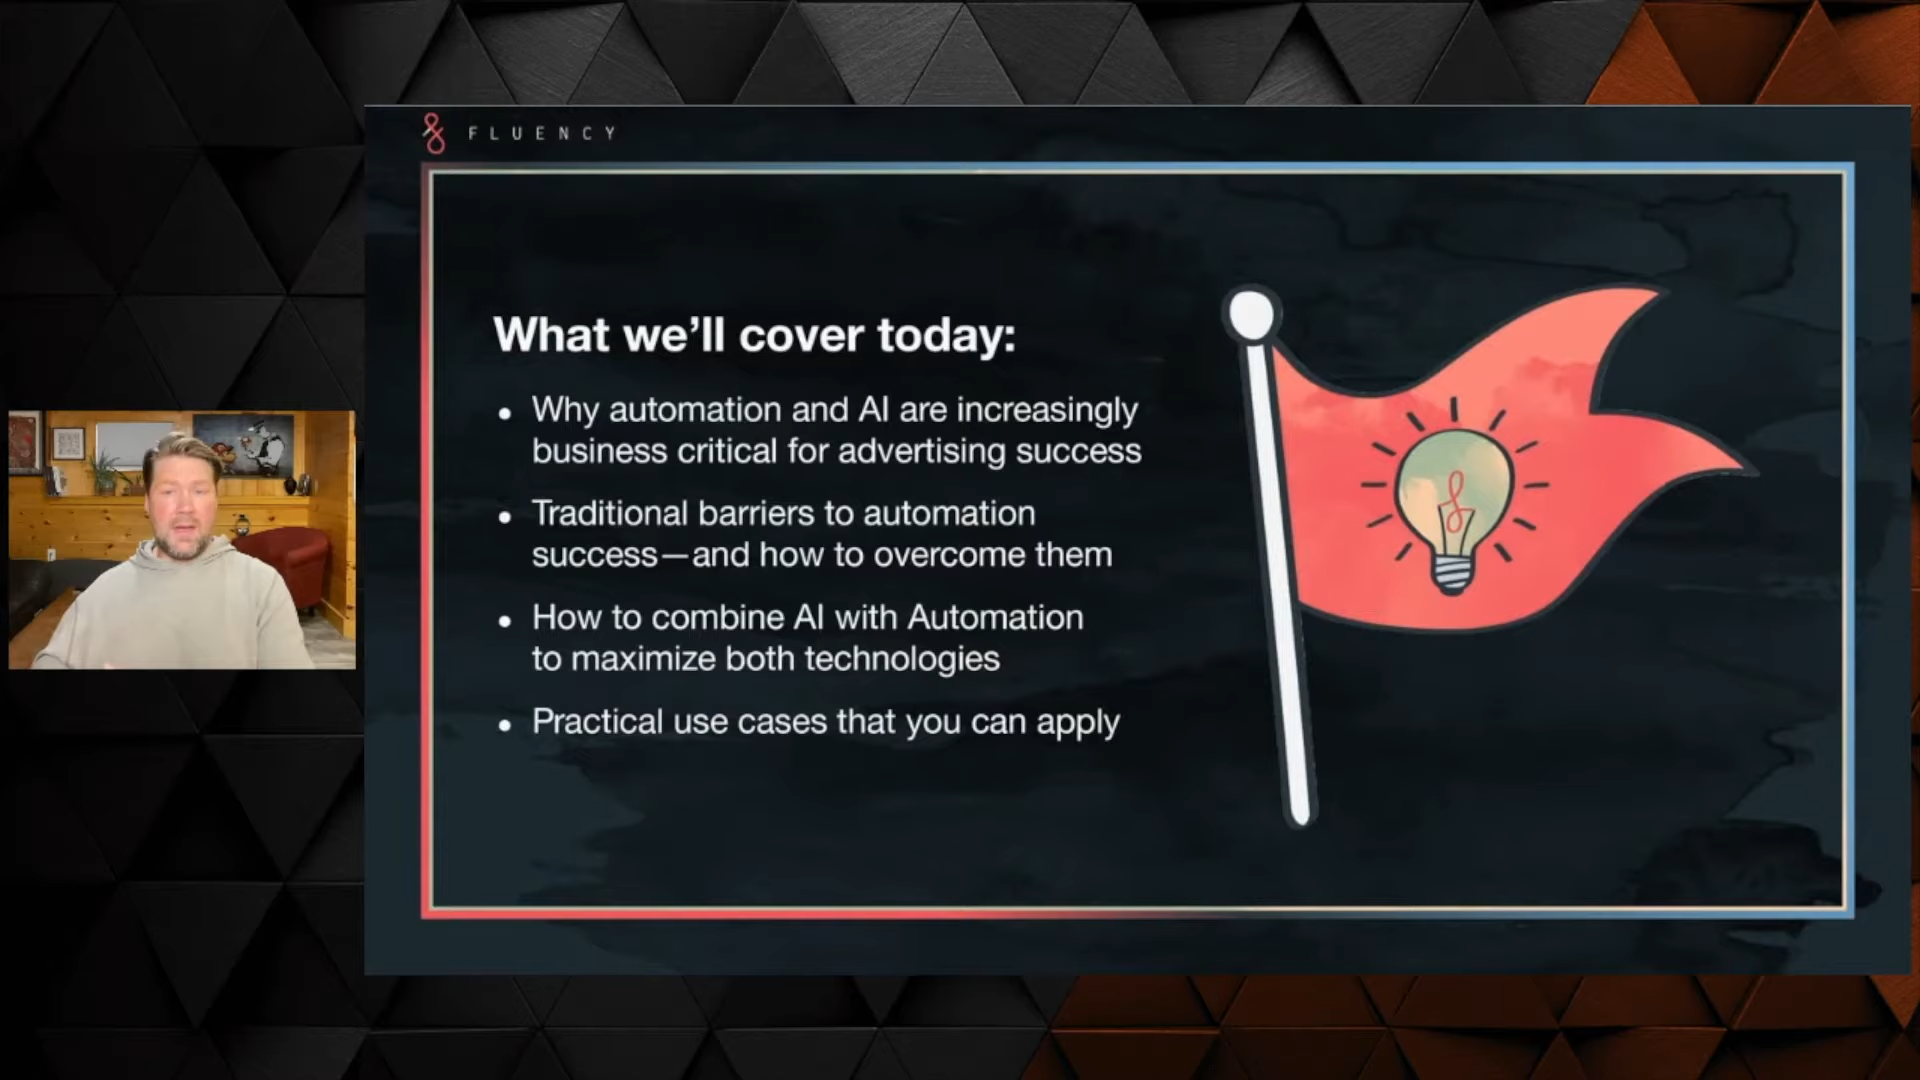 FLUENCY
What we’ll cover today:
• Why automation and AI are increasingly
business critical for advertising success
• Traditional barriers to automation
success—and how to overcome them
• How to combine AI with Automation
to maximize both technologies
• Practical use cases that you can apply